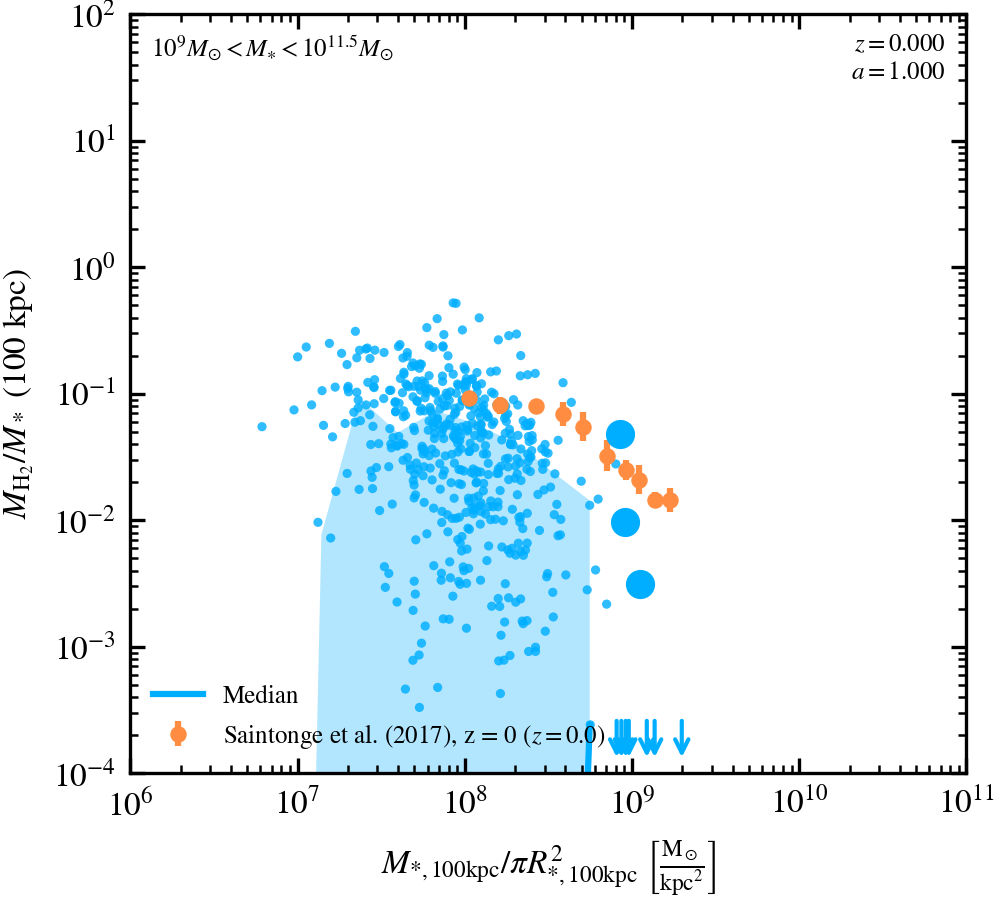 10^2
10^1
10^0
10^−1
10^−2
10^−3
10^−4
M_H₂/M* (100 kpc)
10^9 M_⊙ < M_* < 10^11.5 M_⊙
z = 0.000
a = 1.000
Median
Saintonge et al. (2017), z = 0 (z = 0.0)
10^6 10^7 10^8 10^9 10^10 10^11
M_*,100kpc/πR^2_*,100kpc [M_⊙/kpc^2]